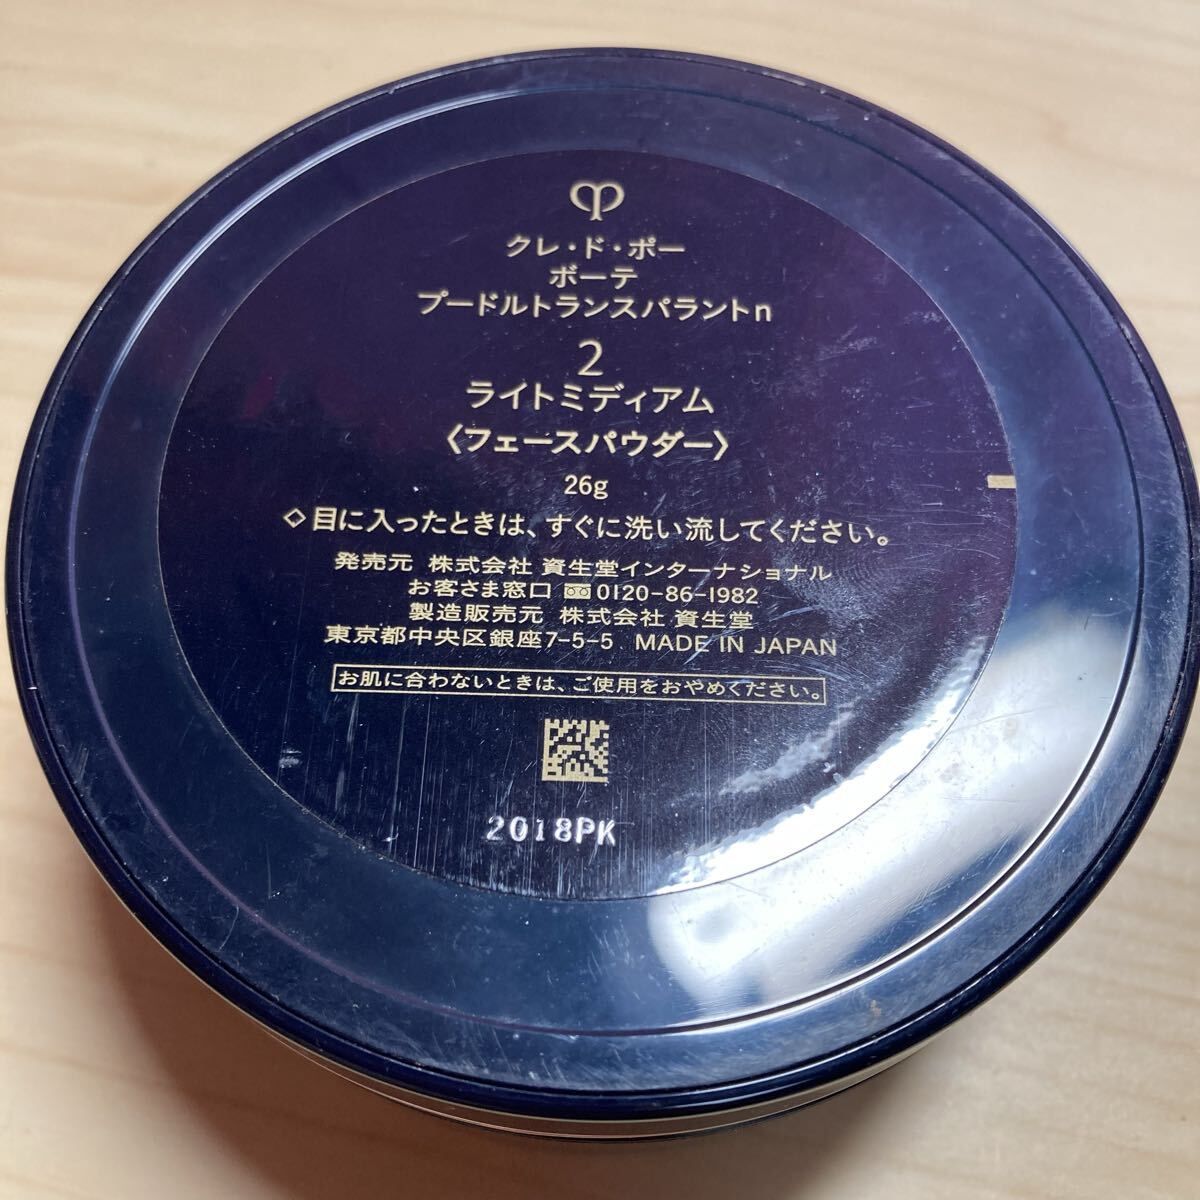 クレ・ド・ポー
ボーテ
プードルトランスパラントn
2
ライトミディアム
〈フェースパウダー〉
26g
◇目に入ったときは、すぐに洗い流してください。
発売元 株式会社 資生堂インターナショナル
お客さま窓口 0120-86-1982
製造販売元 株式会社 資生堂
東京都中央区銀座7-5-5 MADE IN JAPAN
お肌に合わないときは、ご使用をおやめください。
2018PK